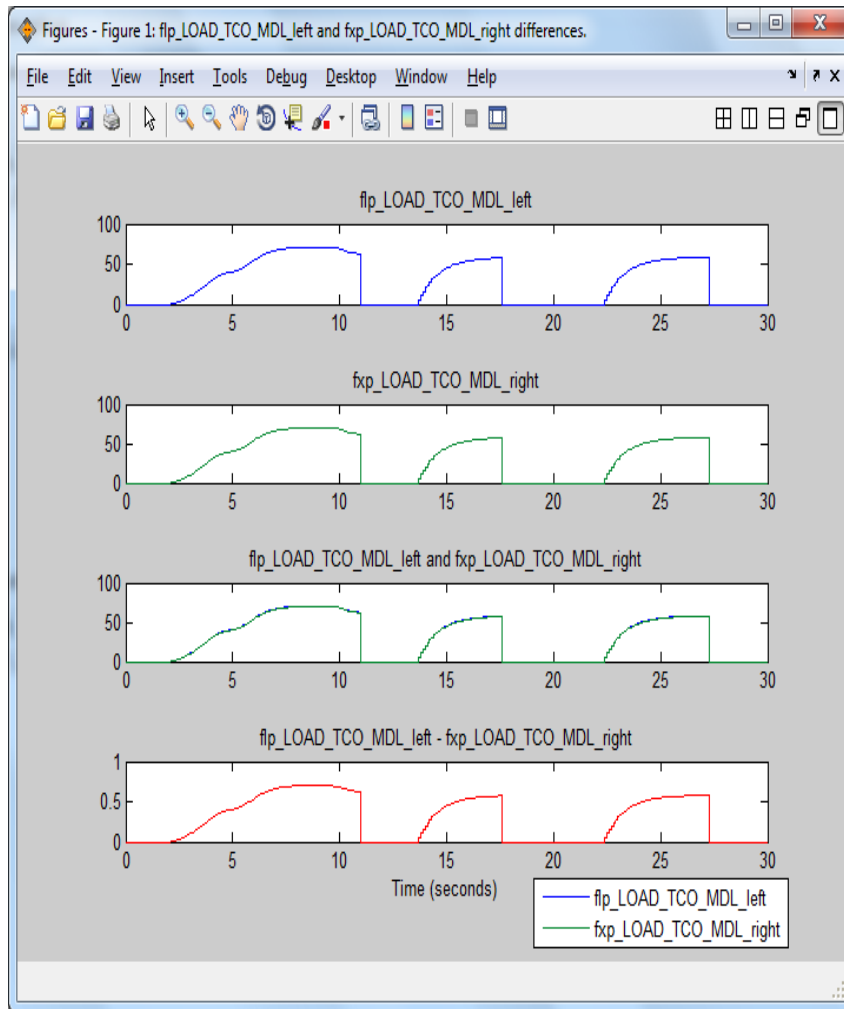 Figures - Figure 1: flp_LOAD_TCO_MDL_left and fxp_LOAD_TCO_MDL_right differences.
File Edit View Insert Tools Debug Desktop Window Help
flp_LOAD_TCO_MDL_left
100
50
0
0 5 10 15 20 25 30
fxp_LOAD_TCO_MDL_right
100
50
0
0 5 10 15 20 25 30
flp_LOAD_TCO_MDL_left and fxp_LOAD_TCO_MDL_right
100
50
0
0 5 10 15 20 25 30
flp_LOAD_TCO_MDL_left - fxp_LOAD_TCO_MDL_right
1
0.5
0
0 5 10 15 20 25 30
Time (seconds)
flp_LOAD_TCO_MDL_left
fxp_LOAD_TCO_MDL_right